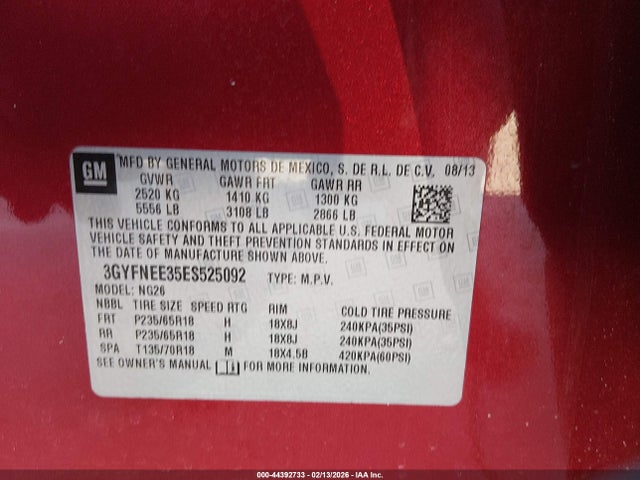 GM
MFD BY GENERAL MOTORS DE MEXICO, S. DE R.L. DE C.V. 08/13
GVWR GAWR FRT GAWR RR
2520 KG 1410 KG 1300 KG
5556 LB 3108 LB 2866 LB
THIS VEHICLE CONFORMS TO ALL APPLICABLE U.S. FEDERAL MOTOR
VEHICLE SAFETY AND THEFT PREVENTION STANDARDS IN EFFECT ON
THE DATE OF MANUFACTURE SHOWN ABOVE.
3GYFNEE35ES525092 TYPE: M.P.V.
MODEL: NG26
NBBL TIRE SIZE SPEED RTG RIM COLD TIRE PRESSURE
FRT P235/65R18 H 18X8J 240KPA(35PSI)
RR P235/65R18 H 18X8J 240KPA(35PSI)
SPA T135/70R18 M 18X4.5B 420KPA(60PSI)
SEE OWNER'S MANUAL FOR MORE INFORMATION.
000-44392733 - 02/13/2026 - IAA Inc.